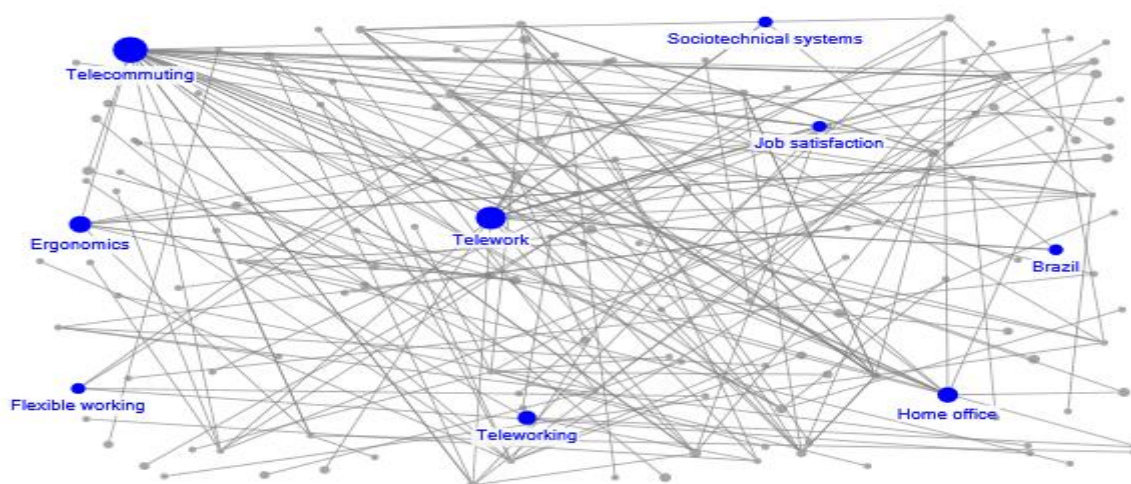 Sociotechnical systems
Telecommuting
Job satisfaction
Telework
Ergonomics
Brazil
Flexible working
Home office
Teleworking